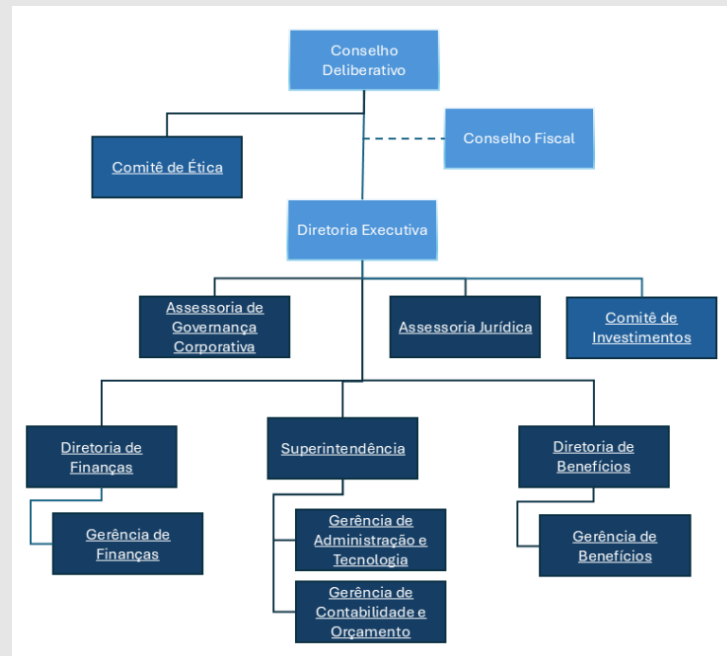 Conselho
Deliberativo
Conselho Fiscal
Comitê de Ética
Diretoria Executiva
Assessoria de
Governança
Corporativa
Assessoria Jurídica
Comitê de
Investimentos
Diretoria de
Finanças
Superintendência
Diretoria de
Benefícios
Gerência de
Finanças
Gerência de
Administração e
Tecnologia
Gerência de
Benefícios
Gerência de
Contabilidade e
Orçamento